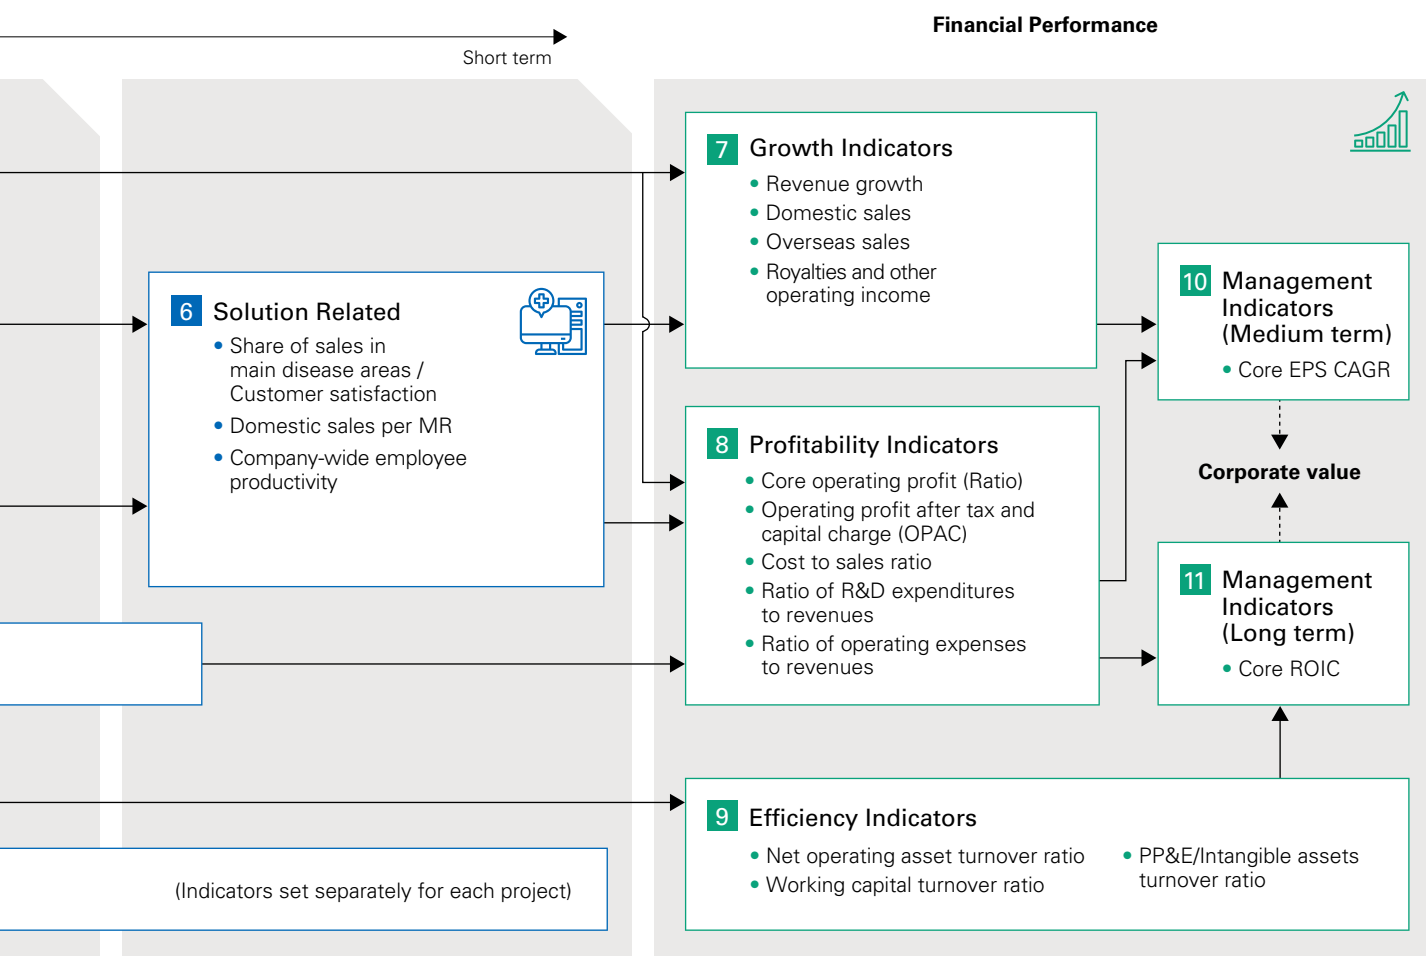 Financial Performance
Short term
6 Solution Related
• Share of sales in
main disease areas /
Customer satisfaction
• Domestic sales per MR
• Company-wide employee
productivity
(Indicators set separately for each project)
7 Growth Indicators
• Revenue growth
• Domestic sales
• Overseas sales
• Royalties and other
operating income
8 Profitability Indicators
• Core operating profit (Ratio)
• Operating profit after tax and
capital charge (OPAC)
• Cost to sales ratio
• Ratio of R&D expenditures
to revenues
• Ratio of operating expenses
to revenues
9 Efficiency Indicators
• Net operating asset turnover ratio
• Working capital turnover ratio
• PP&E/Intangible assets
turnover ratio
10 Management
Indicators
(Medium term)
• Core EPS CAGR
Corporate value
11 Management
Indicators
(Long term)
• Core ROIC